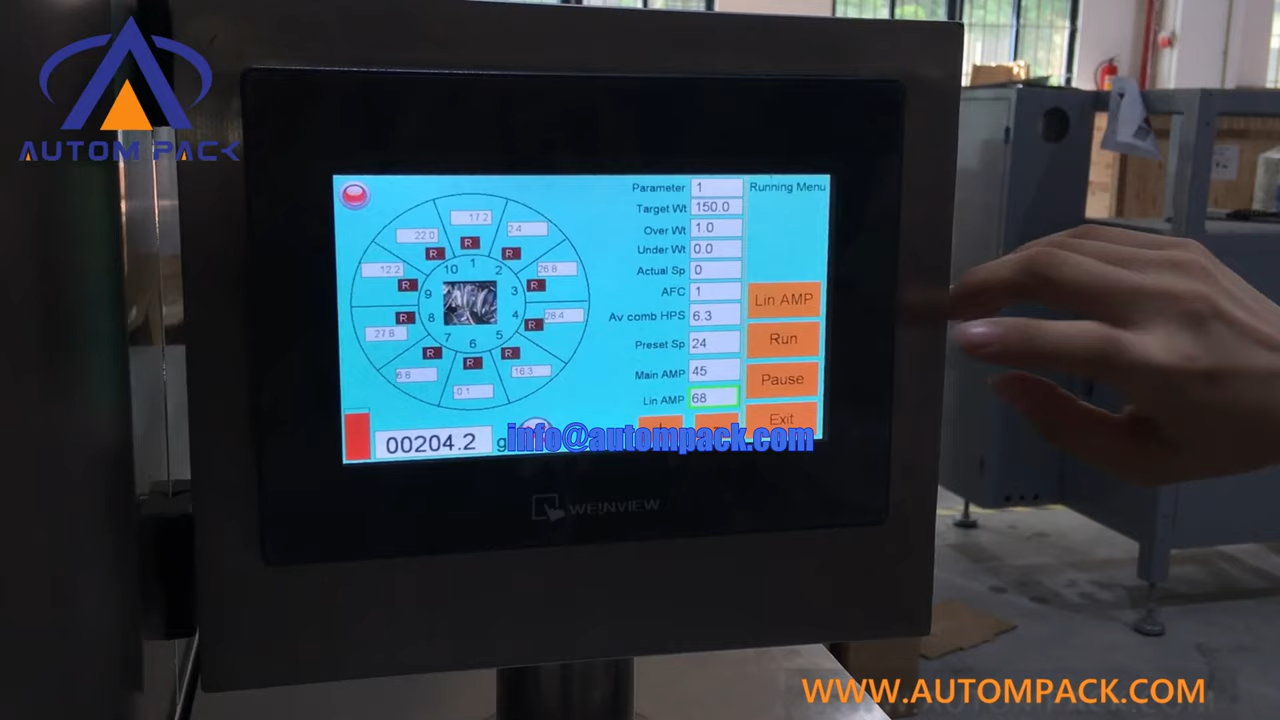 AUTOM PACK
Parameter 1 Running Menu
Target Wt 150.0
Over Wt 1.0
Under Wt 0.0
Actual Sp 0
AFC 1
Av comb HPS 6.3
Preset Sp 24
Main AMP 45
Lin AMP 68
Lin AMP
Run
Pause
Exit
17.2
22.0
2.4
12.2
26.8
27.8
28.4
6.8
16.3
-0.1
R
R
R
R
R
R
R
R
R
R
1
2
3
4
5
6
7
8
9
10
00204.2 g
info@autompack.com
WEINVIEW
WWW.AUTOMPACK.COM